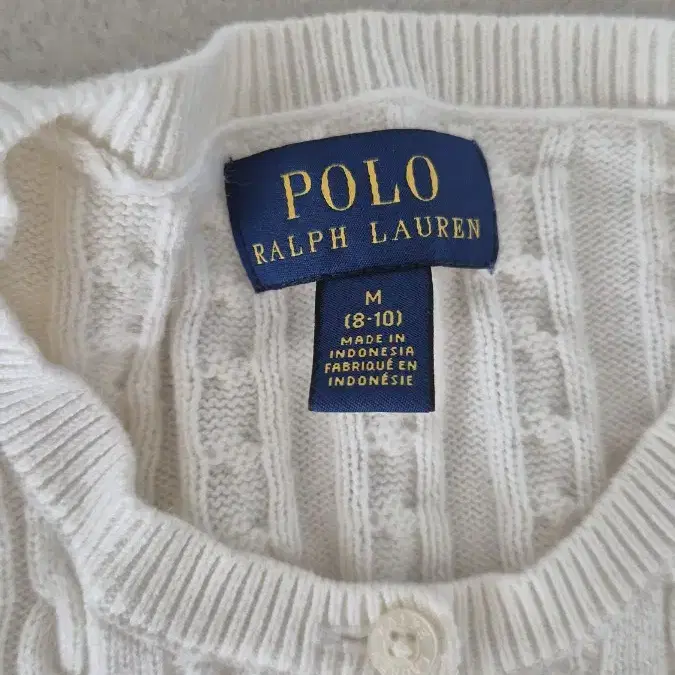 POLO
RALPH LAUREN
M
(8-10)
MADE IN
INDONESIA
FABRIQUÉ EN
INDONÉSIE